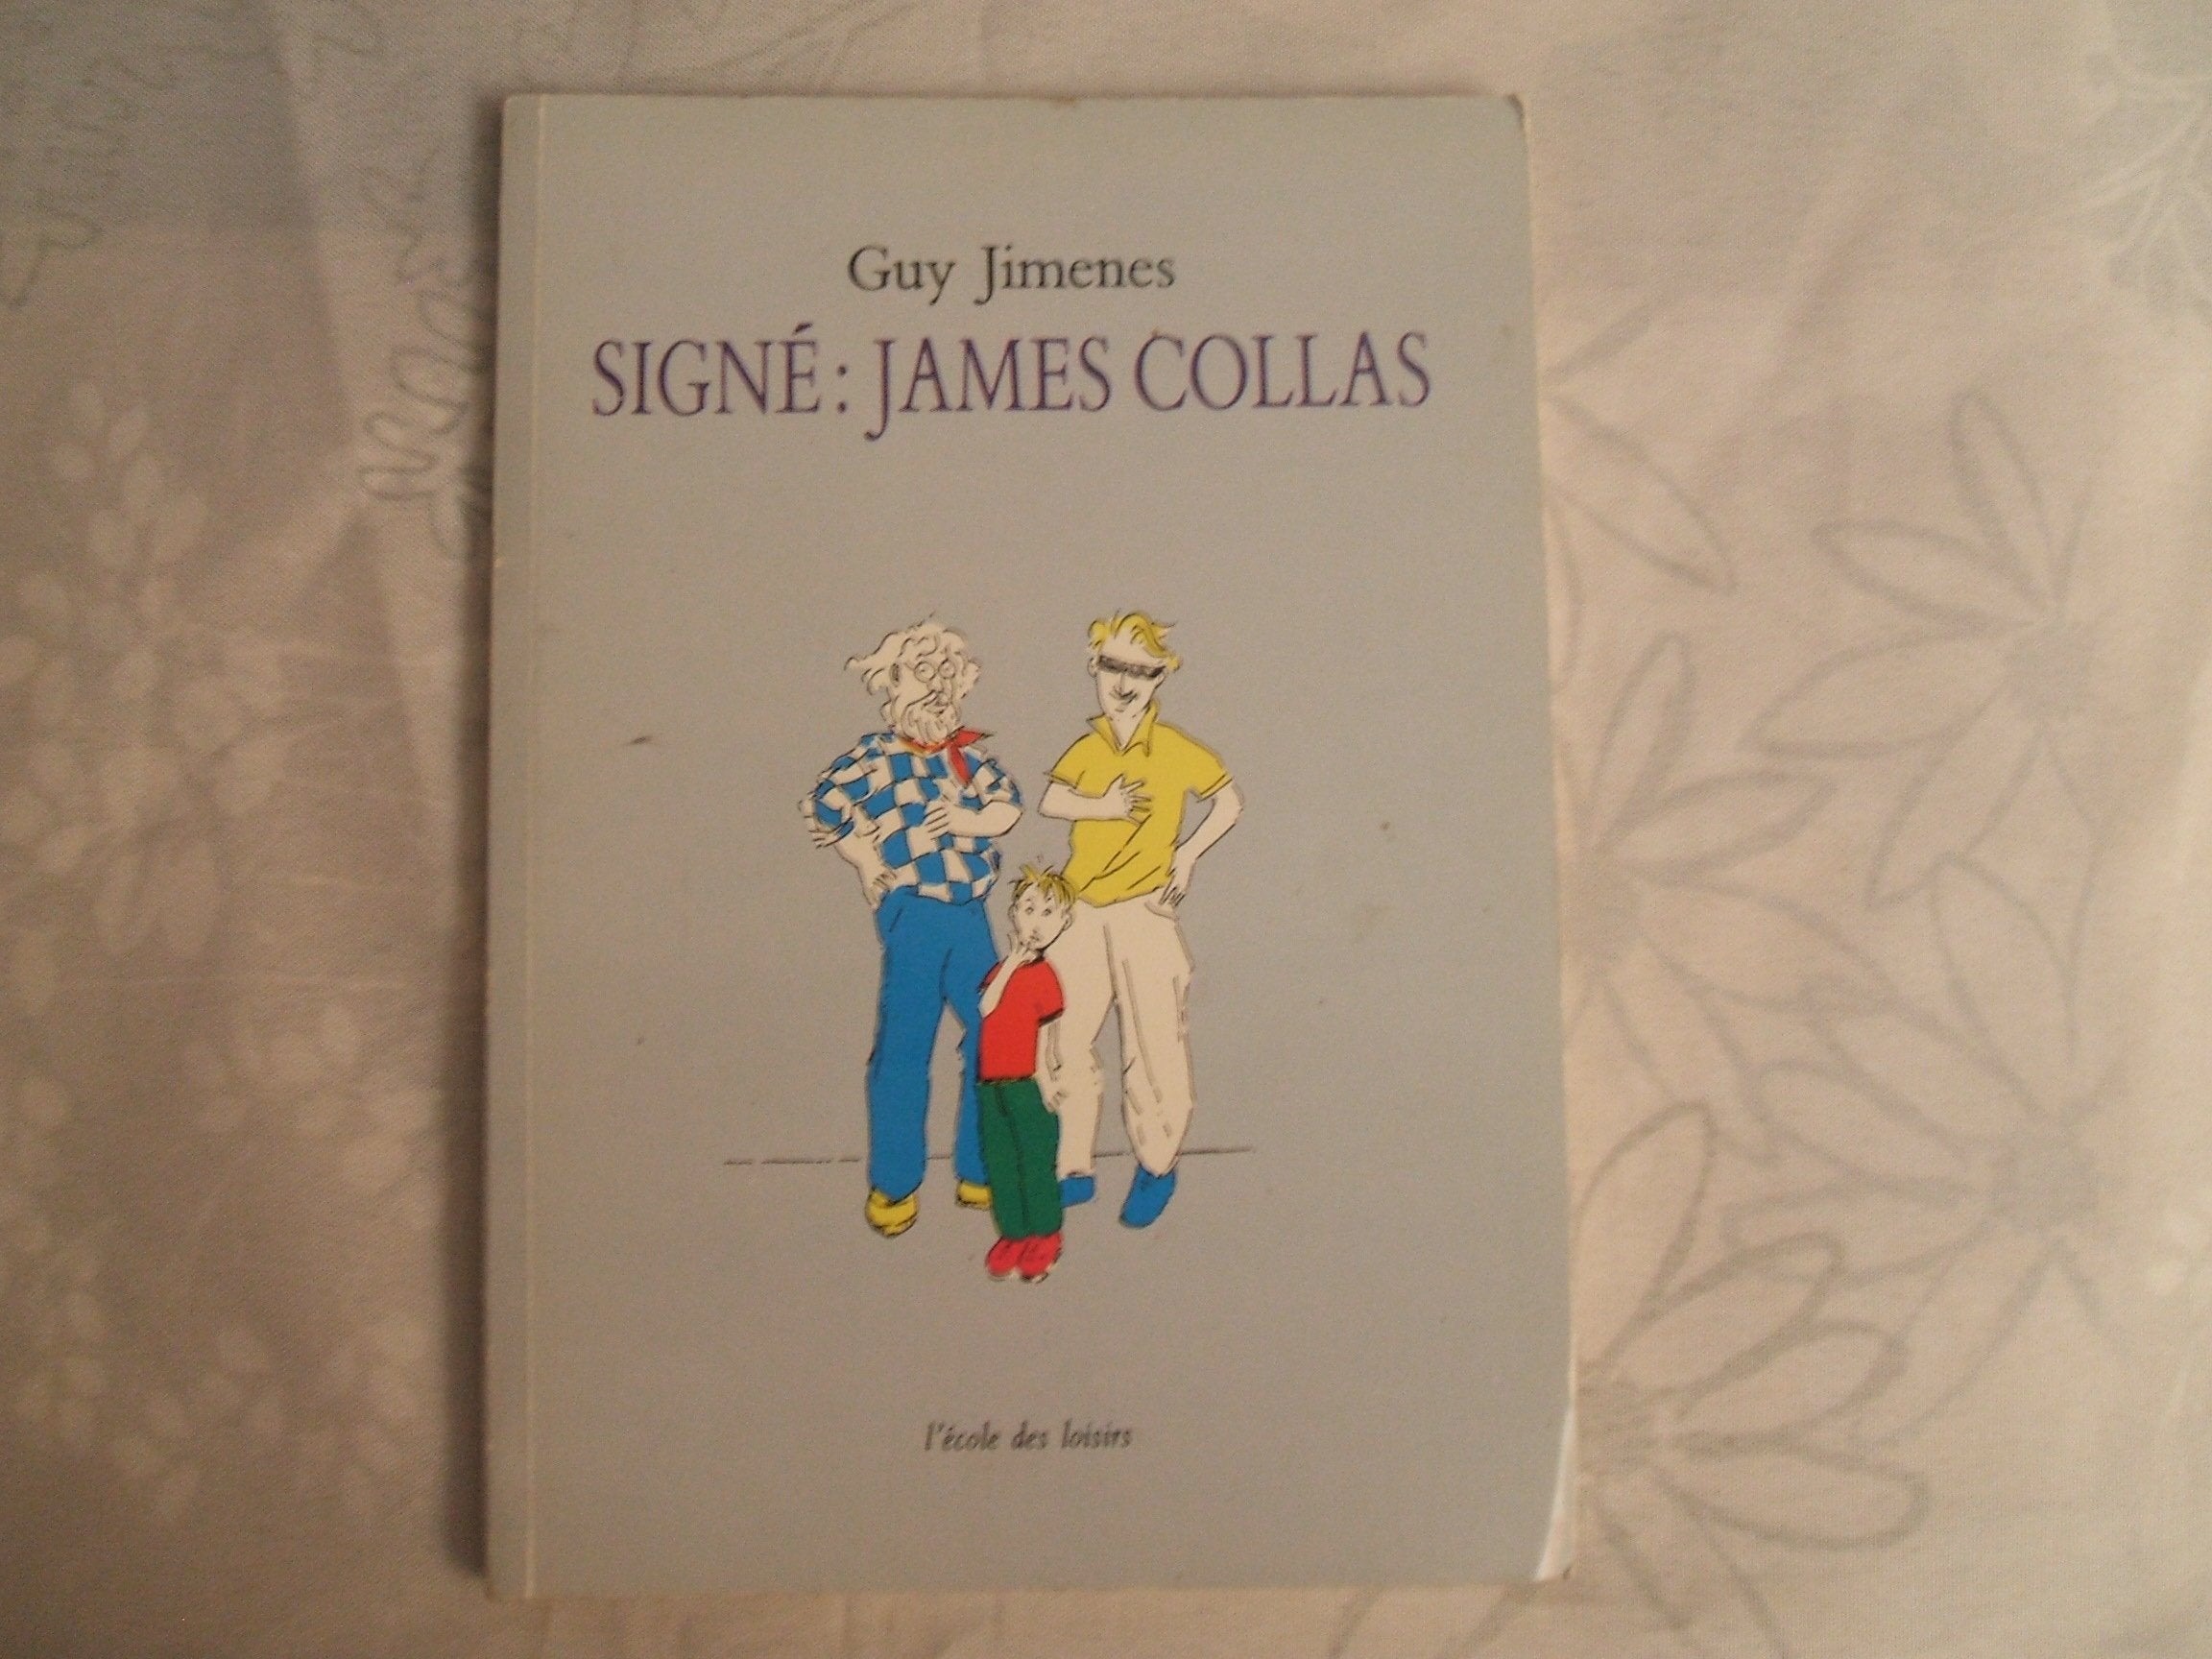 Guy Jimenes
SIGNÉ : JAMES COLLAS
l'école des loisirs